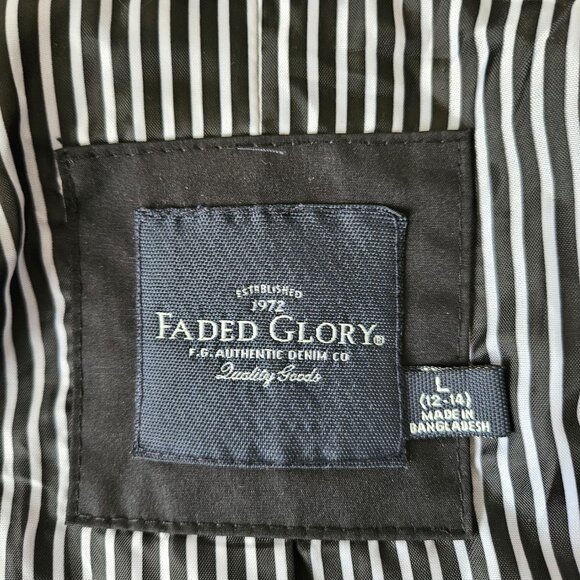 ESTABLISHED
1972
FADED GLORY®
F.G. AUTHENTIC DENIM CO
Quality Goods
L
(12-14)
MADE IN
BANGLADESH